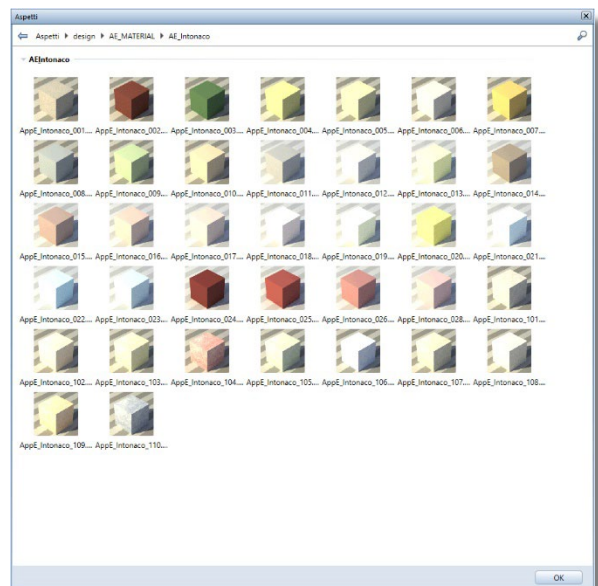 Aspetti
Aspetti design AE_MATERIAL AE_Intonaco
AE_Intonaco
AppE_Intonaco_001... AppE_Intonaco_002... AppE_Intonaco_003... AppE_Intonaco_004... AppE_Intonaco_005... AppE_Intonaco_006... AppE_Intonaco_007...
AppE_Intonaco_008... AppE_Intonaco_009... AppE_Intonaco_010... AppE_Intonaco_011... AppE_Intonaco_012... AppE_Intonaco_013... AppE_Intonaco_014...
AppE_Intonaco_015... AppE_Intonaco_016... AppE_Intonaco_017... AppE_Intonaco_018... AppE_Intonaco_019... AppE_Intonaco_020... AppE_Intonaco_021...
AppE_Intonaco_022... AppE_Intonaco_023... AppE_Intonaco_024... AppE_Intonaco_025... AppE_Intonaco_026... AppE_Intonaco_028... AppE_Intonaco_101...
AppE_Intonaco_102... AppE_Intonaco_103... AppE_Intonaco_104... AppE_Intonaco_105... AppE_Intonaco_106... AppE_Intonaco_107... AppE_Intonaco_108...
AppE_Intonaco_109... AppE_Intonaco_110...
OK